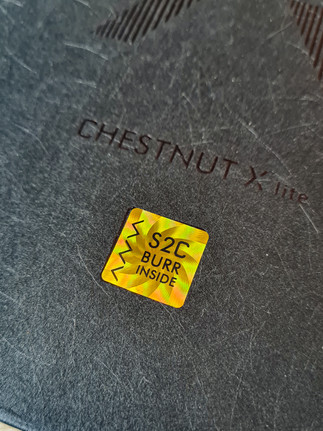 CHESTNUT X lite
S2C
BURR
INSIDE